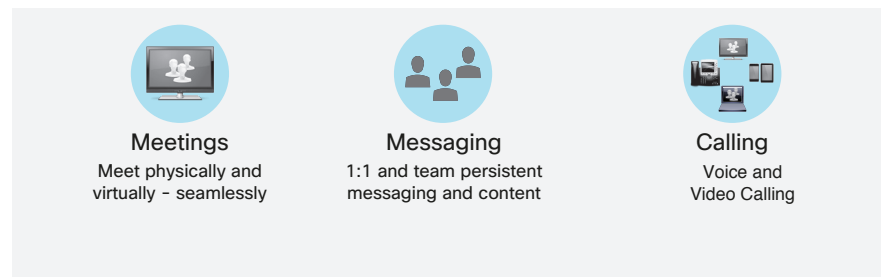 Meetings
Meet physically and
virtually - seamlessly
Messaging
1:1 and team persistent
messaging and content
Calling
Voice and
Video Calling